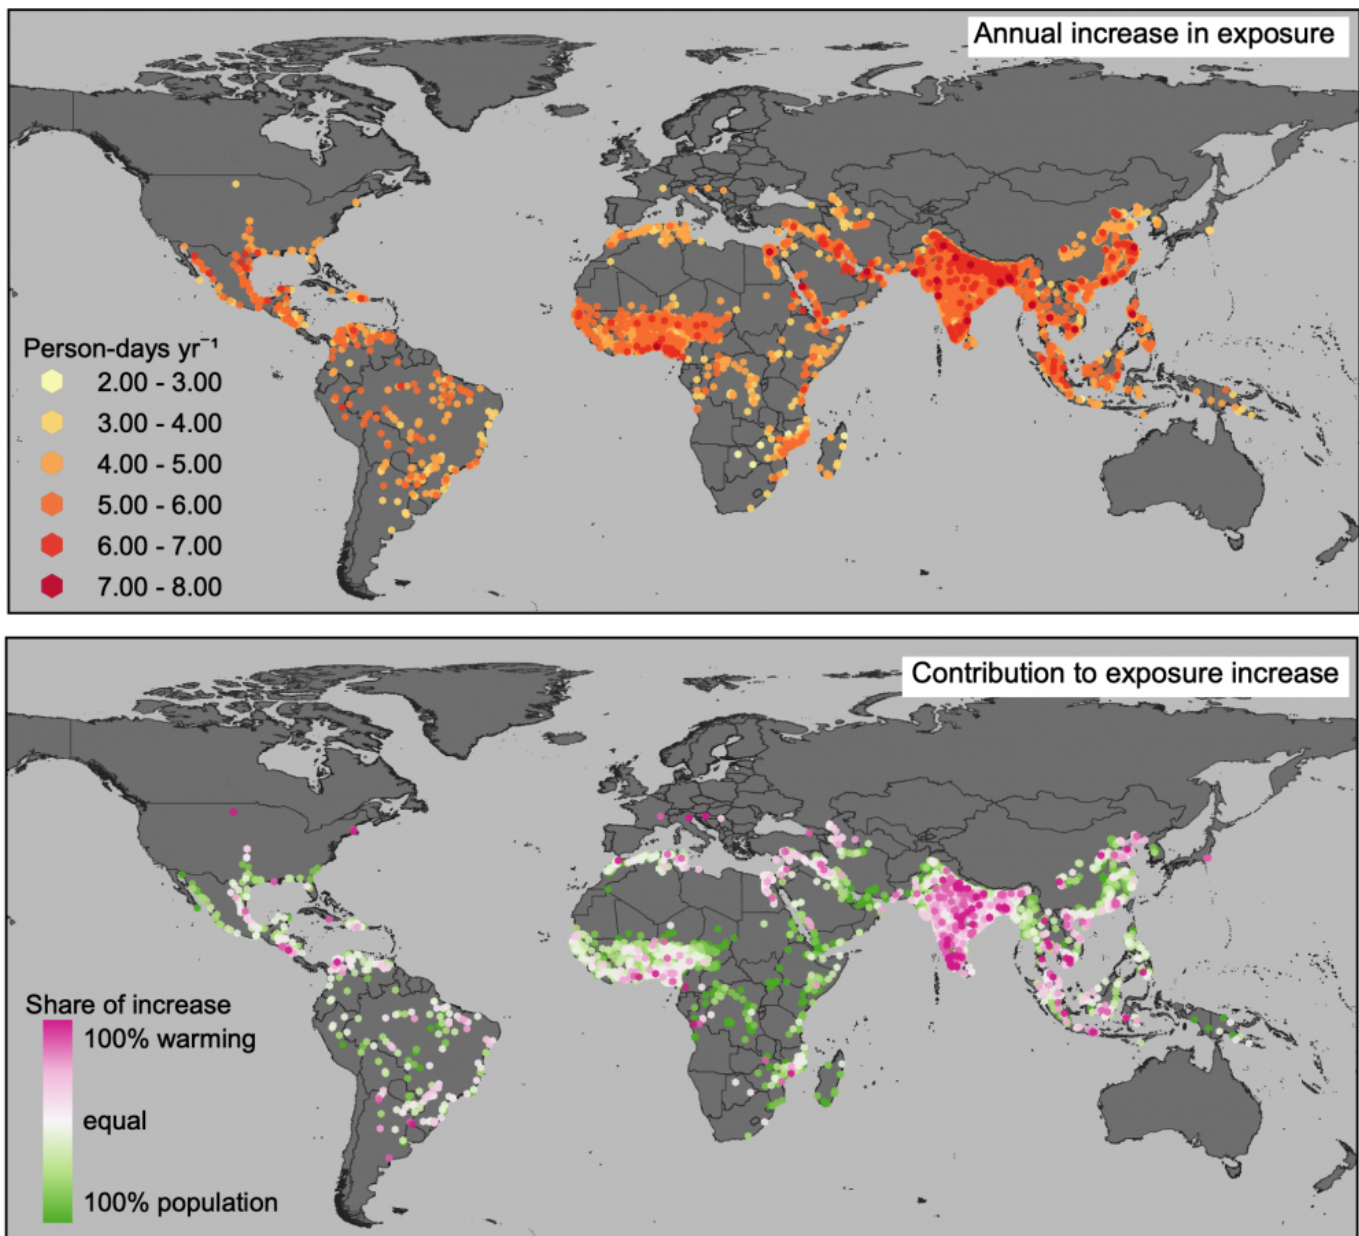 Annual increase in exposure
Person-days yr⁻¹
2.00 - 3.00
3.00 - 4.00
4.00 - 5.00
5.00 - 6.00
6.00 - 7.00
7.00 - 8.00
Contribution to exposure increase
Share of increase
100% warming
equal
100% population